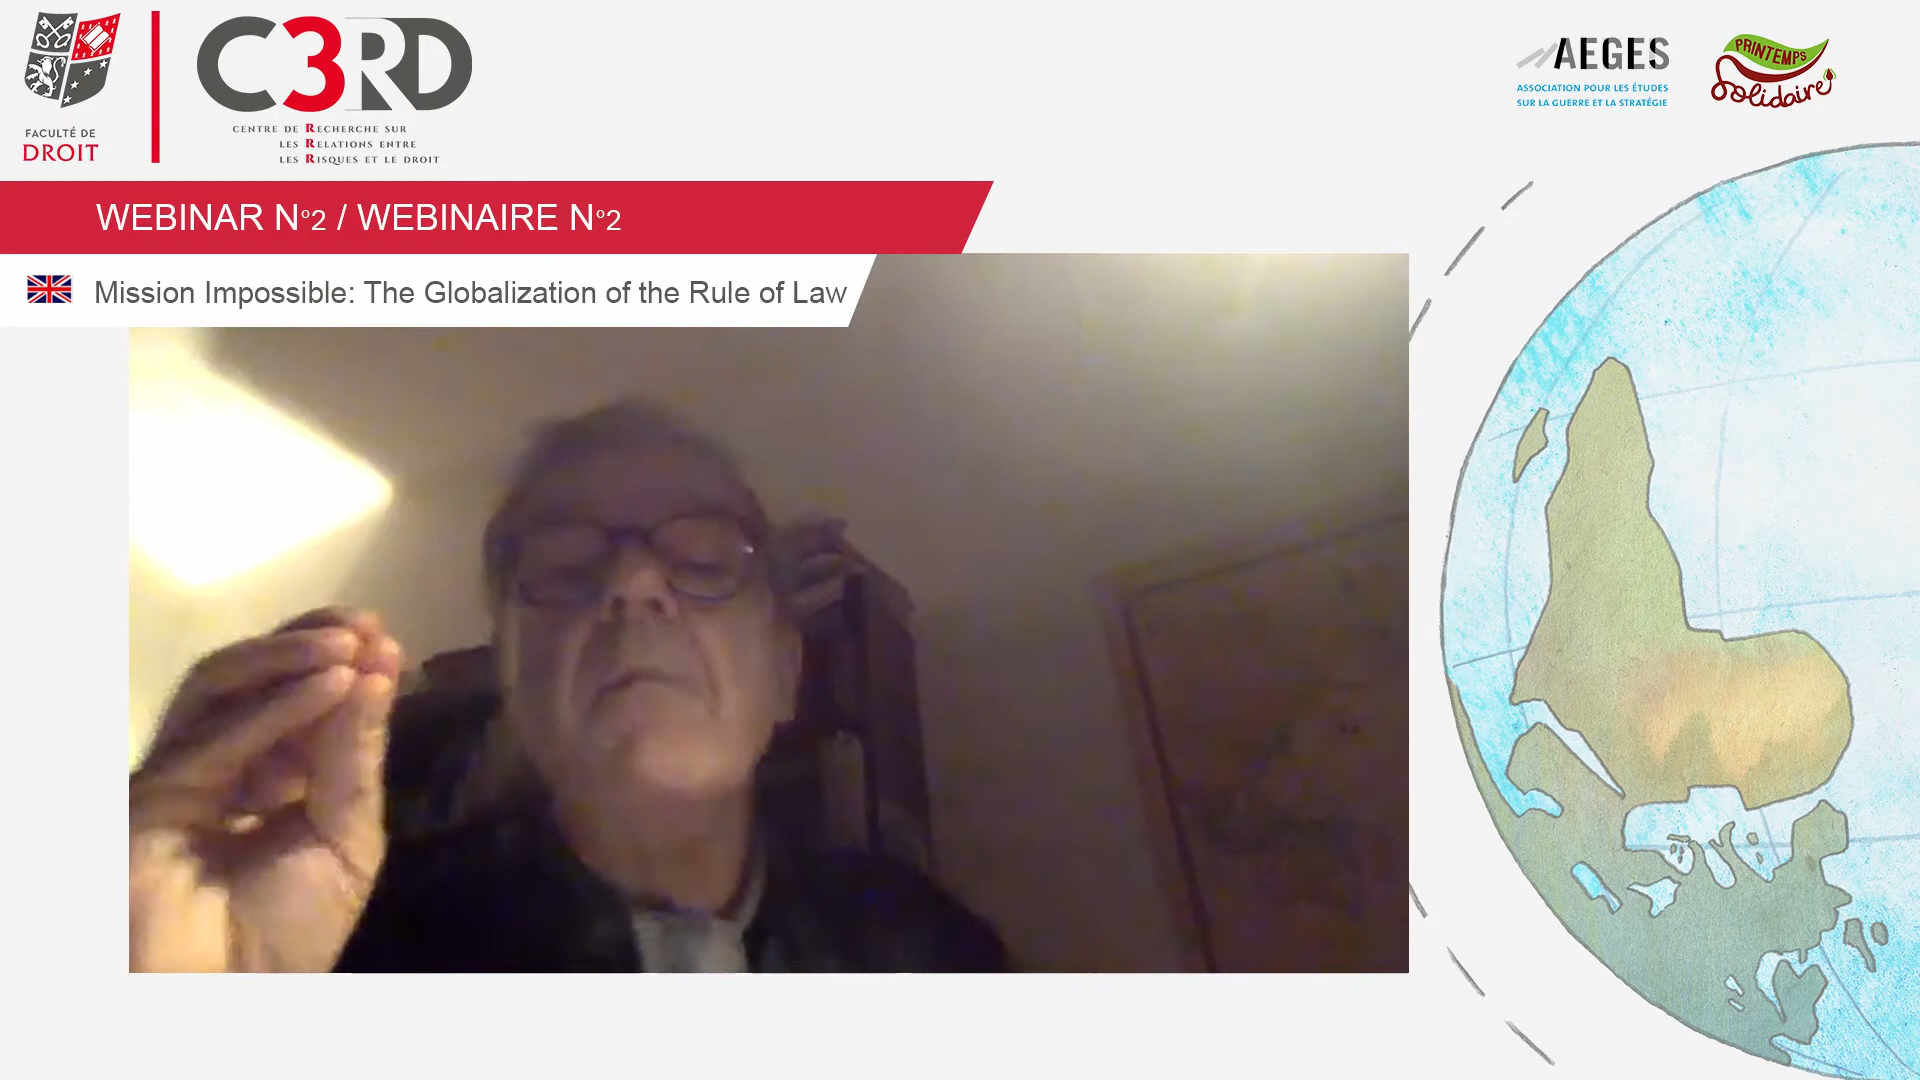 FACULTÉ DE
DROIT
C3RD
CENTRE DE RECHERCHE SUR
LES RELATIONS ENTRE
LES RISQUES ET LE DROIT
AEGES
ASSOCIATION POUR LES ÉTUDES
SUR LA GUERRE ET LA STRATÉGIE
PRINTEMPS
Solidaire
WEBINAR N°2 / WEBINAIRE N°2
Mission Impossible: The Globalization of the Rule of Law